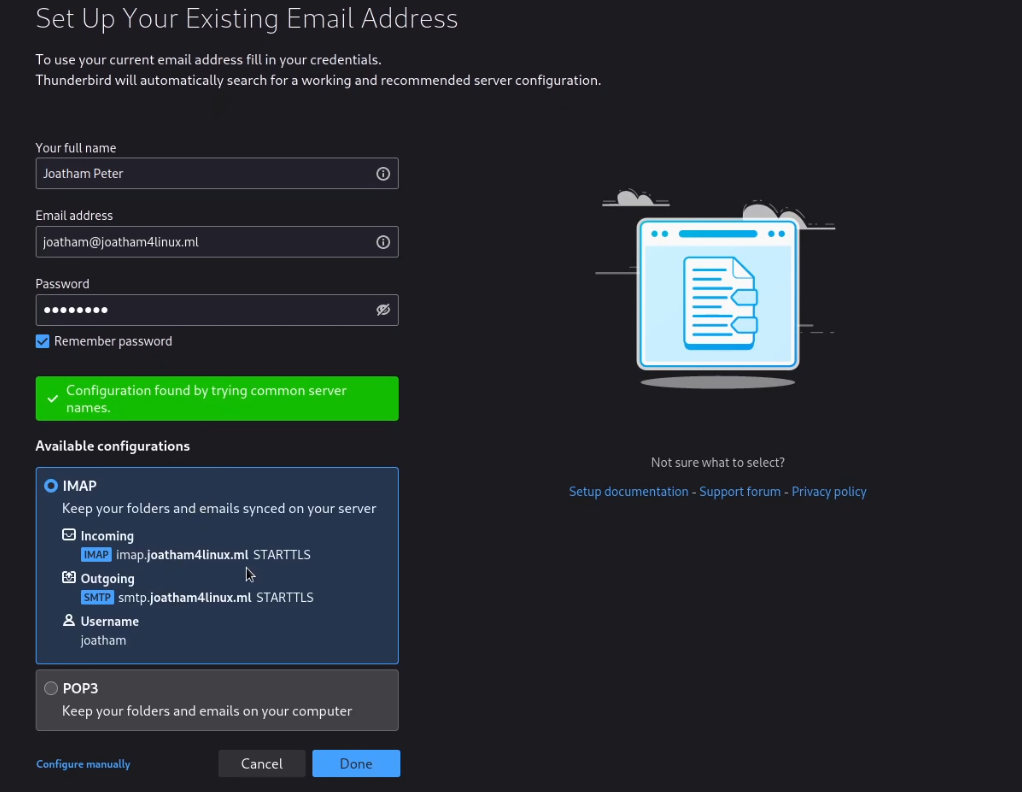 Set Up Your Existing Email Address
To use your current email address fill in your credentials.
Thunderbird will automatically search for a working and recommended server configuration.
Your full name
Joatham Peter
Email address
joatham@joatham4linux.ml
Password
●●●●●●●●
Remember password
Configuration found by trying common server
names.
Available configurations
IMAP
Keep your folders and emails synced on your server
Incoming
IMAP imap.joatham4linux.ml STARTTLS
Outgoing
SMTP smtp.joatham4linux.ml STARTTLS
Username
joatham
POP3
Keep your folders and emails on your computer
Configure manually
Cancel
Done
Not sure what to select?
Setup documentation - Support forum - Privacy policy